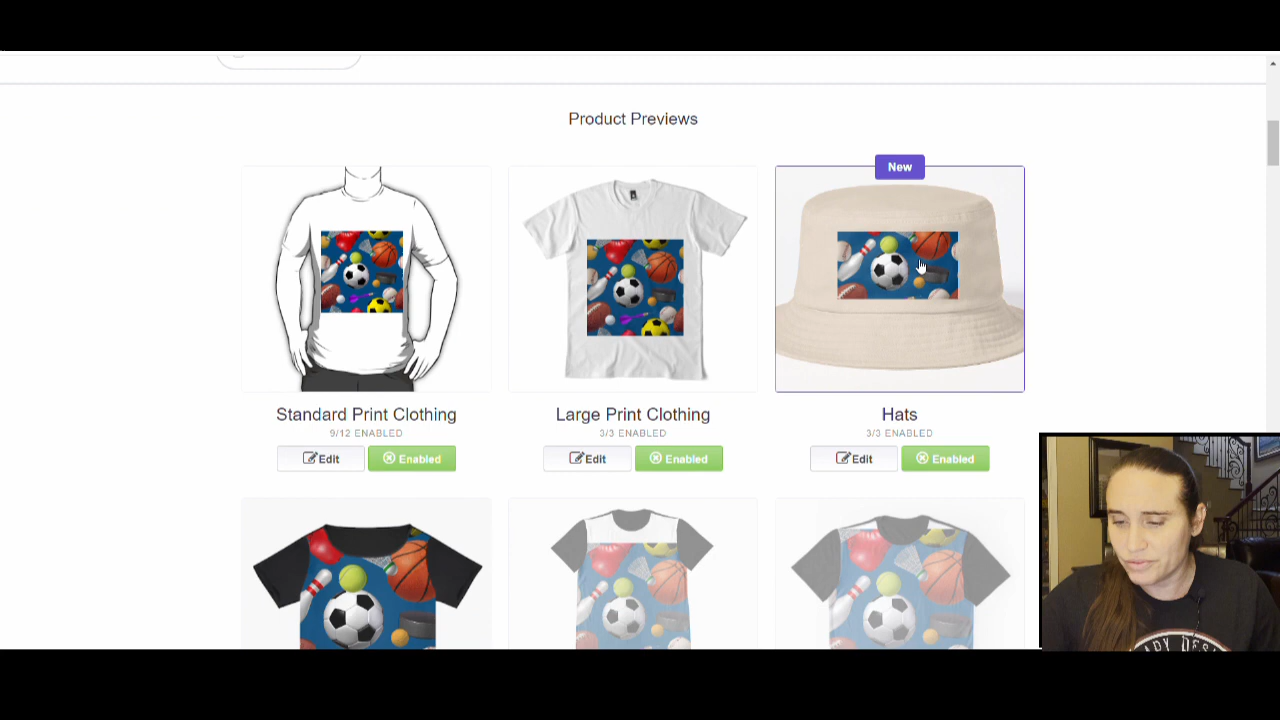 Product Previews
New
Standard Print Clothing
9/12 ENABLED
Edit
Enabled
Large Print Clothing
3/3 ENABLED
Edit
Enabled
Hats
3/3 ENABLED
Edit
Enabled